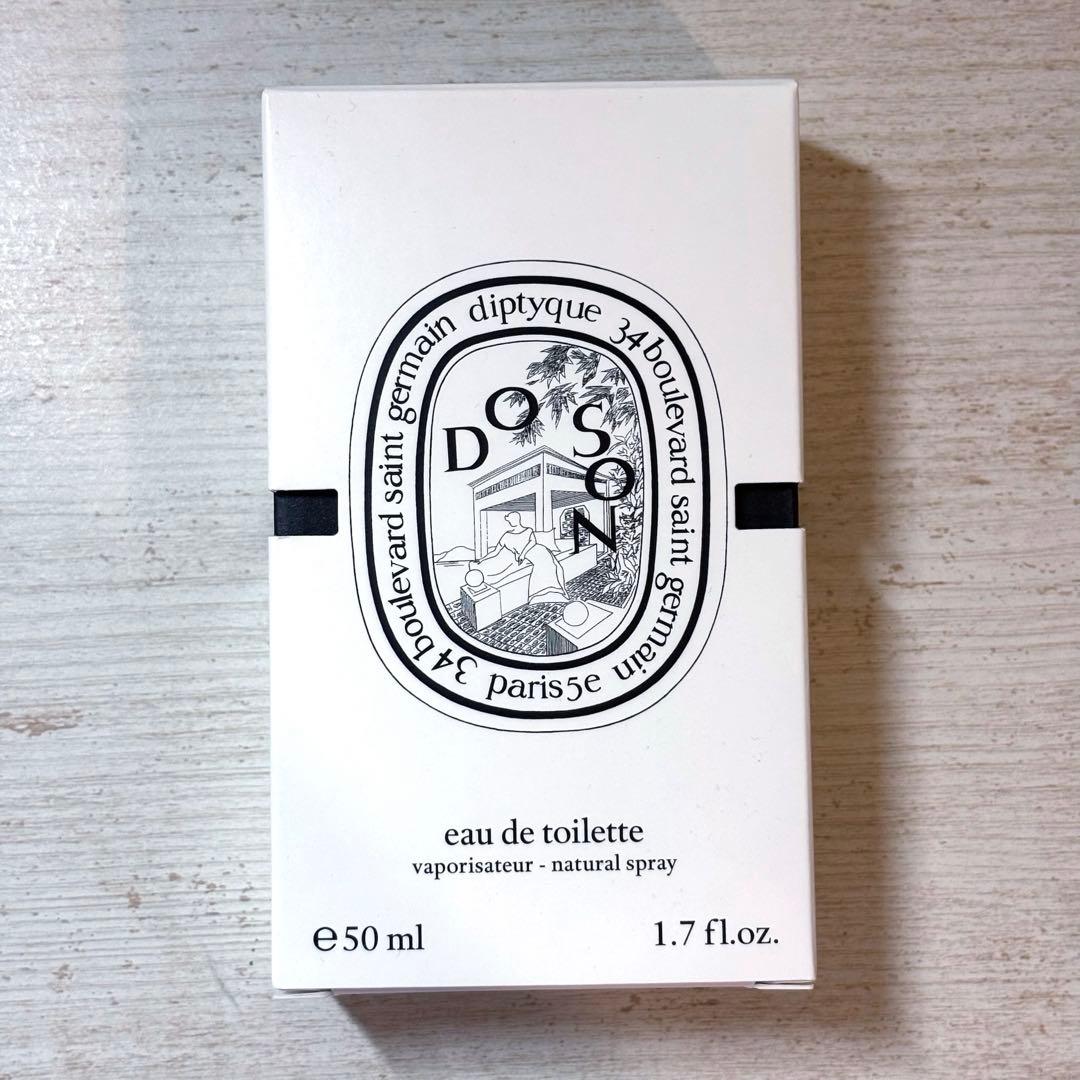 diptyque 34 boulevard saint germain paris5e 34 boulevard saint germain
DO SON
eau de toilette
vaporisateur - natural spray
e50 ml 1.7 fl.oz.